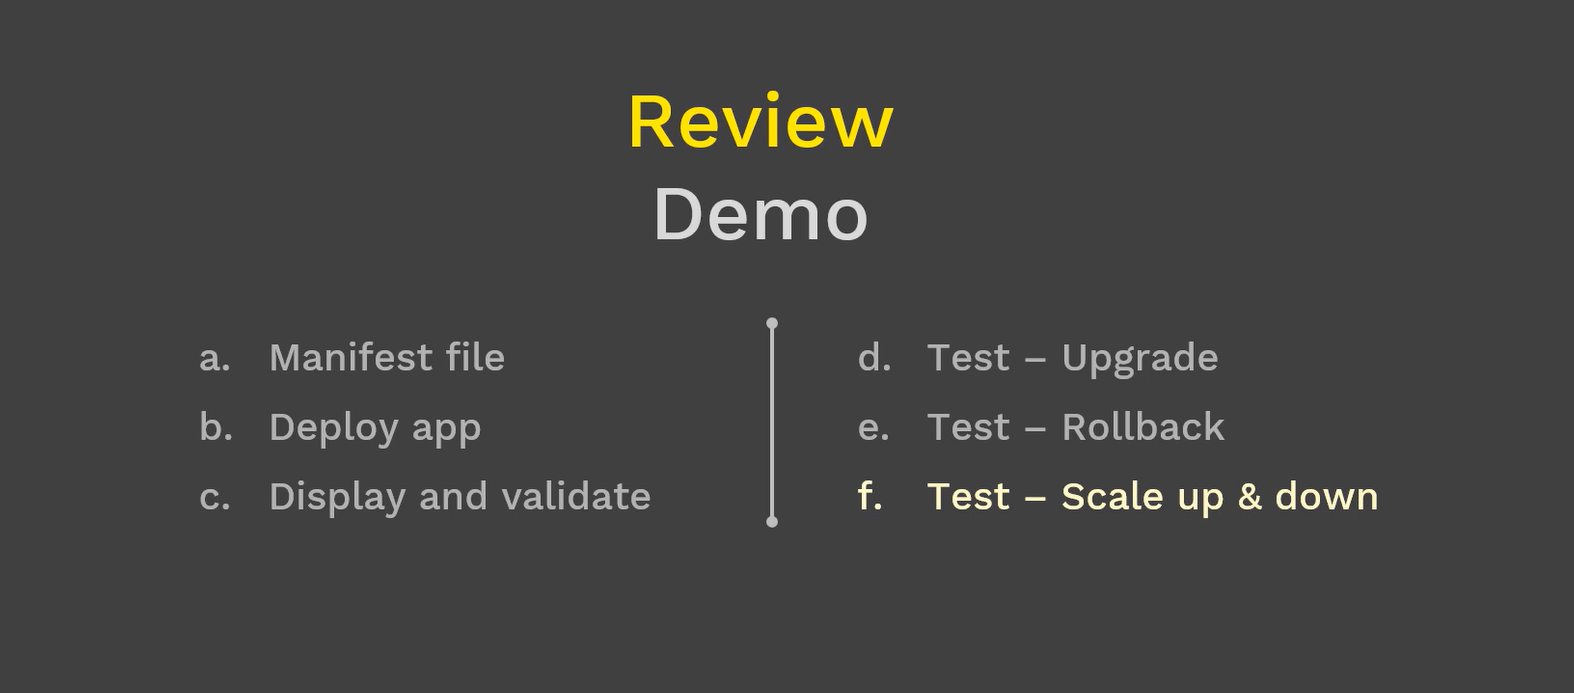 Review
Demo
a. Manifest file
b. Deploy app
c. Display and validate
d. Test – Upgrade
e. Test – Rollback
f. Test – Scale up & down